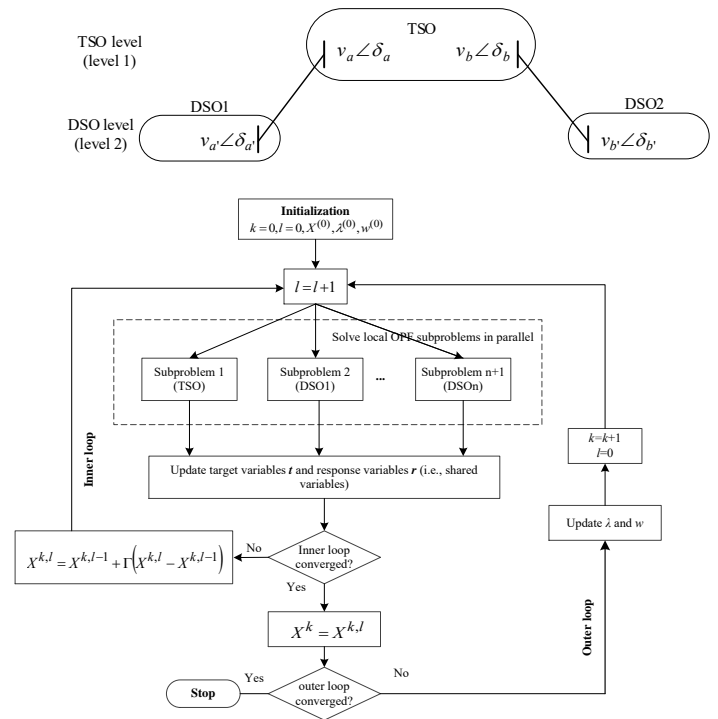 TSO level
(level 1)
TSO
v_a∠δ_a
v_b∠δ_b
DSO level
(level 2)
DSO1
v_a'∠δ_a'
DSO2
v_b'∠δ_b'
Initialization
k = 0, l = 0, X^(0), λ^(0), w^(0)
l = l+1
Solve local OPF subproblems in parallel
Subproblem 1
(TSO)
Subproblem 2
(DSO1)
...
Subproblem n+1
(DSOn)
Inner loop
Update target variables t and response variables r (i.e., shared
variables)
k=k+1
l=0
Update λ and w
X^k,l = X^k,l−1 + Γ(X^k,l − X^k,l−1)
No
Inner loop
converged?
Yes
X^k = X^k,l
Outer loop
Stop
Yes
outer loop
converged?
No